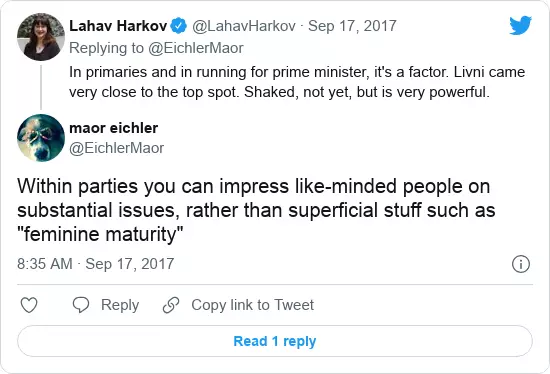 Lahav Harkov @LahavHarkov · Sep 17, 2017
Replying to @EichlerMaor
In primaries and in running for prime minister, it's a factor. Livni came
very close to the top spot. Shaked, not yet, but is very powerful.
maor eichler
@EichlerMaor
Within parties you can impress like-minded people on
substantial issues, rather than superficial stuff such as
"feminine maturity"
8:35 AM · Sep 17, 2017
Reply Copy link to Tweet
Read 1 reply